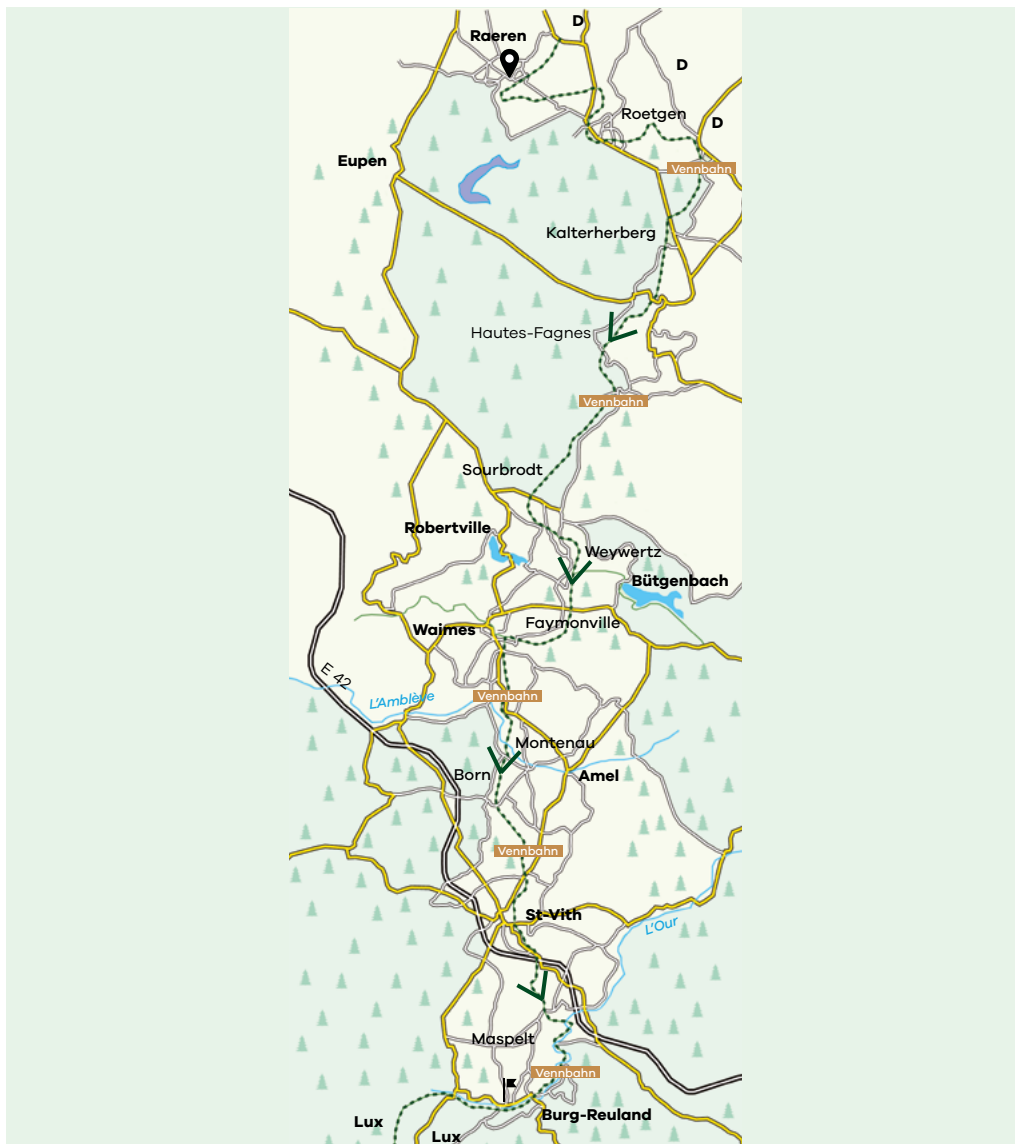 D
Raeren
D
Roetgen
D
Eupen
Vennbahn
Kalterherberg
Hautes-Fagnes
Vennbahn
Sourbrodt
Robertville
Weywertz
Bütgenbach
Waimes
Faymonville
E 42
L'Amblève
Vennbahn
Montenau
Born
Amel
Vennbahn
St-Vith
L'Our
Maspelt
Vennbahn
Burg-Reuland
Lux
Lux